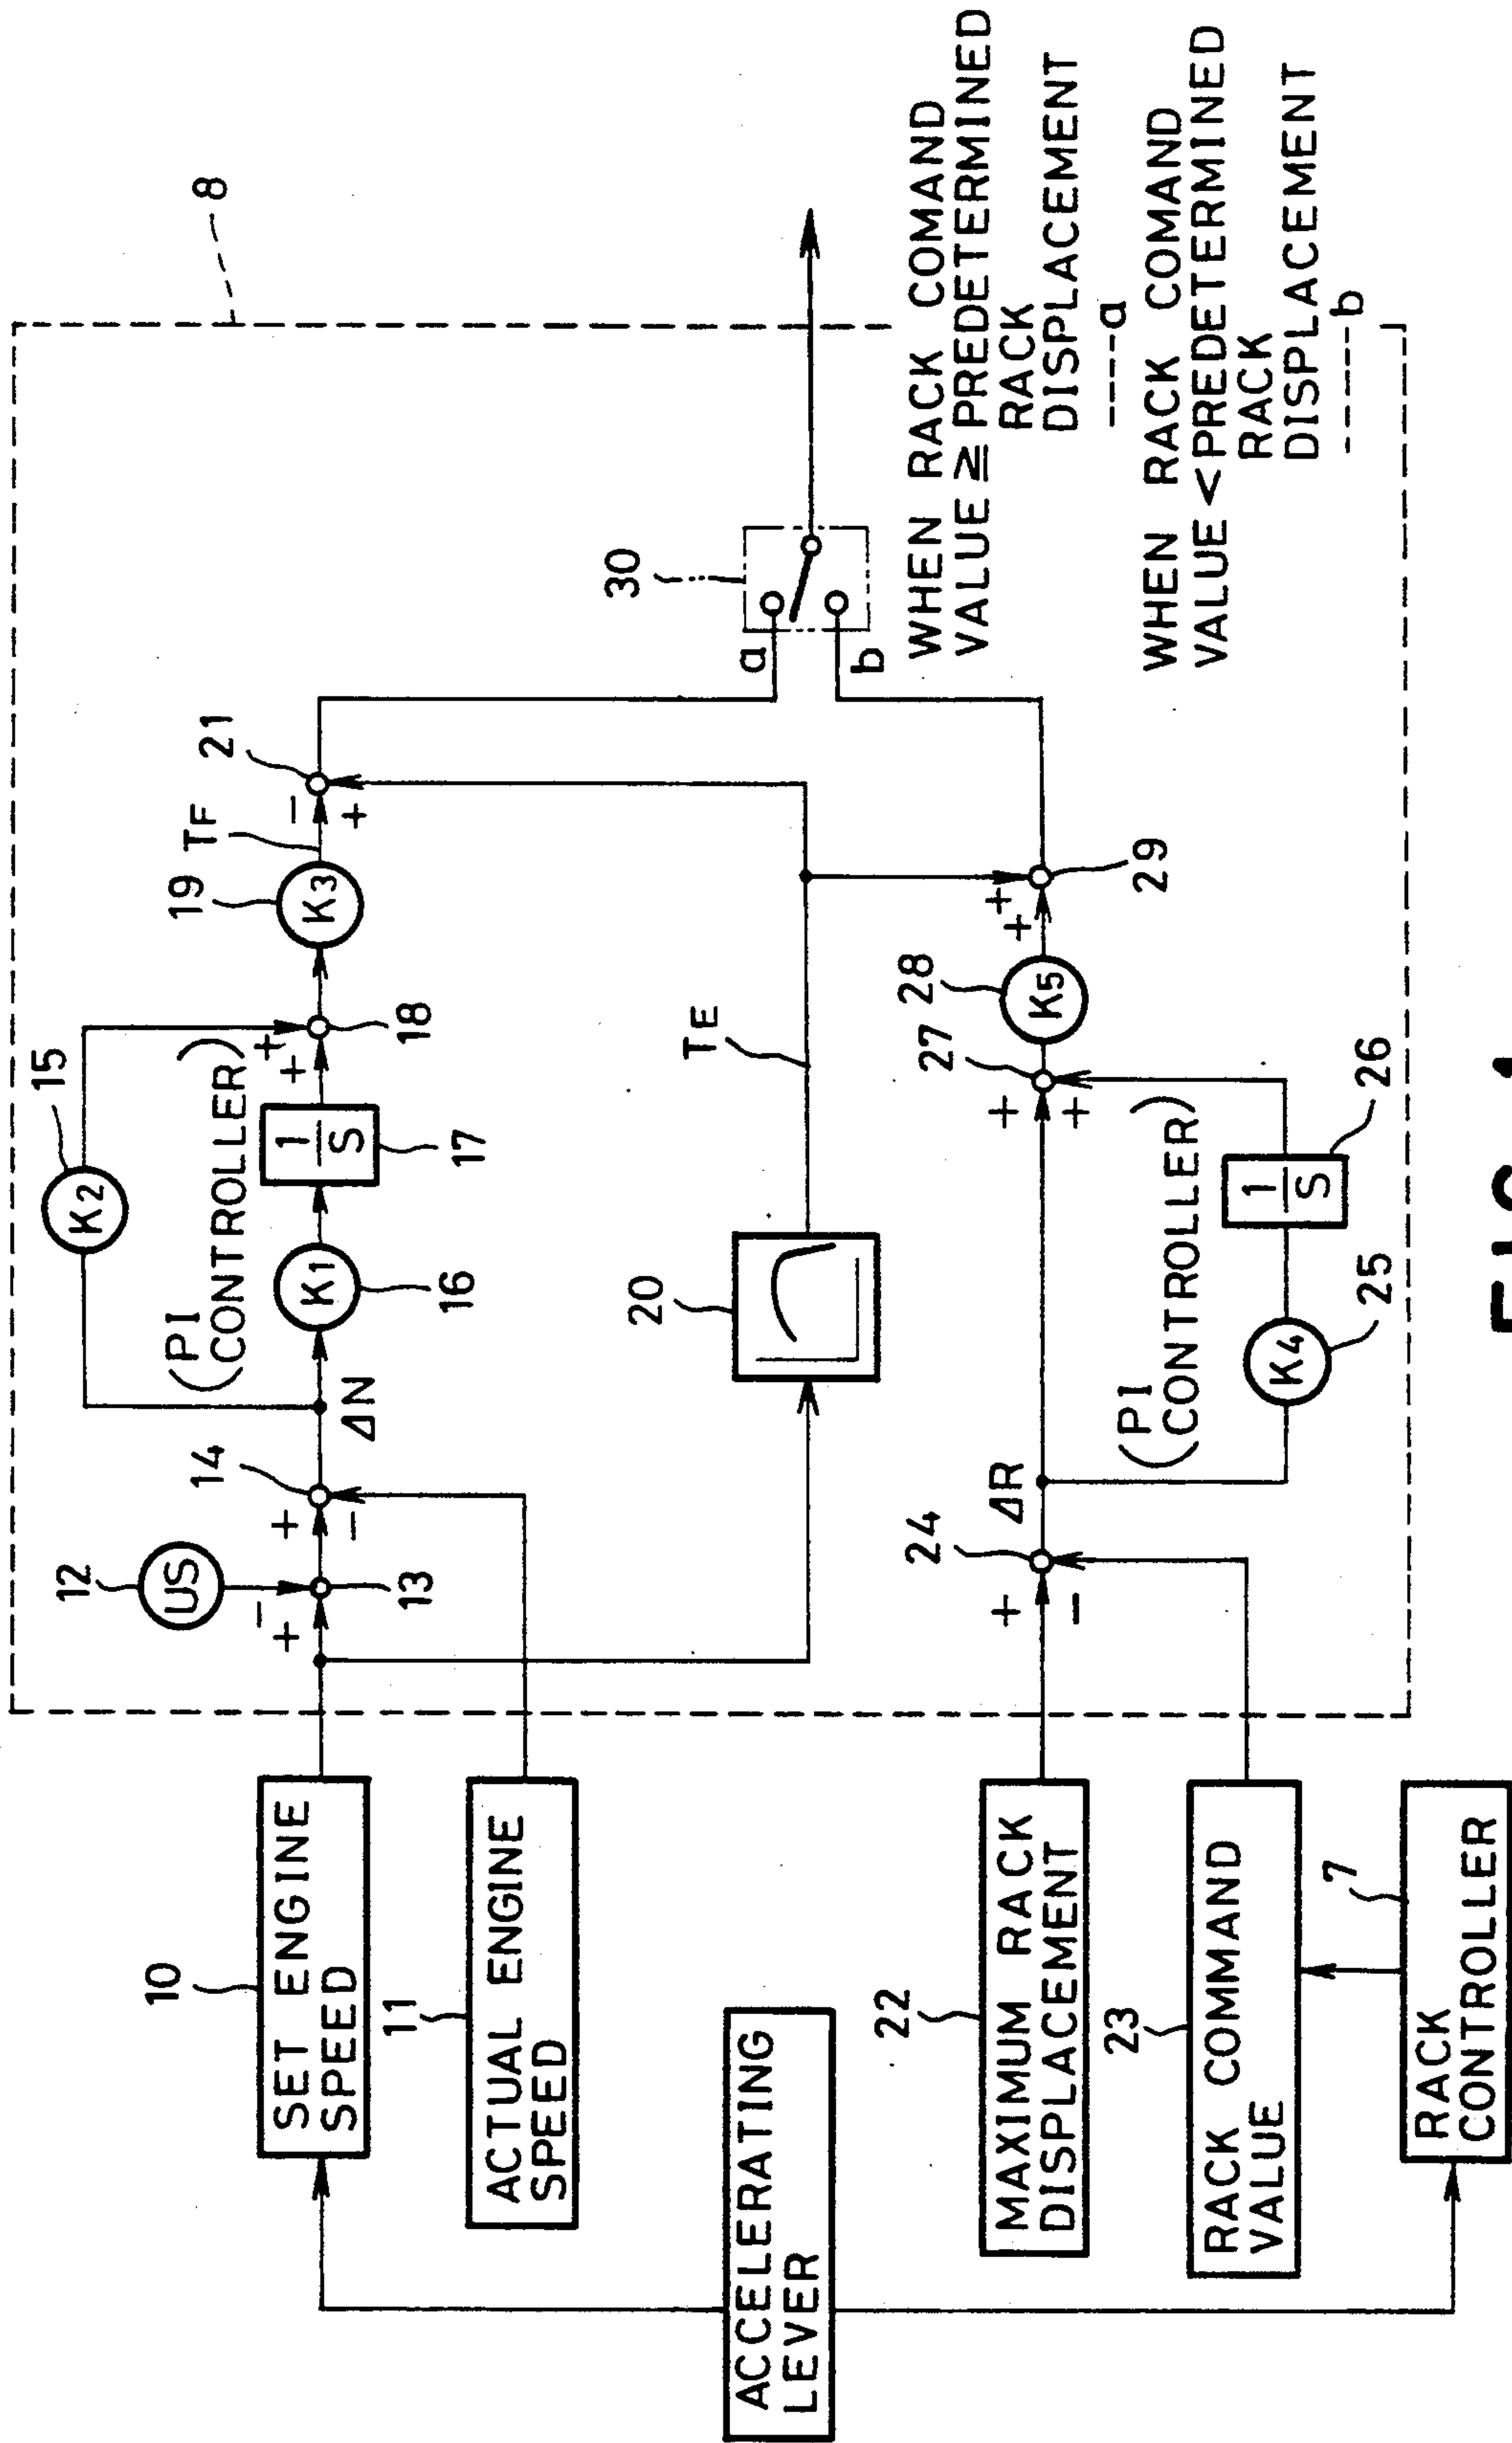 8
15
K2
(PI
CONTROLLER)
12
US
14
ΔN
K1
16
1
S
17
+
+
18
19
K3
TF
21
-
+
10
SET ENGINE
SPEED
-
+
13
+
-
11
ACTUAL ENGINE
SPEED
20
TE
30
a
b
ACCELERATING
LEVER
22
MAXIMUM RACK
DISPLACEMENT
+
-
24
ΔR
+
+
27
28
K5
+
+
29
23
RACK COMMAND
VALUE
(PI
CONTROLLER)
K4
25
1
S
26
7
RACK
CONTROLLER
WHEN RACK COMAND
VALUE ≧ PREDETERMINED
RACK
DISPLACEMENT
----a
WHEN RACK COMAND
VALUE < PREDETERMINED
RACK
DISPLACEMENT
-----b